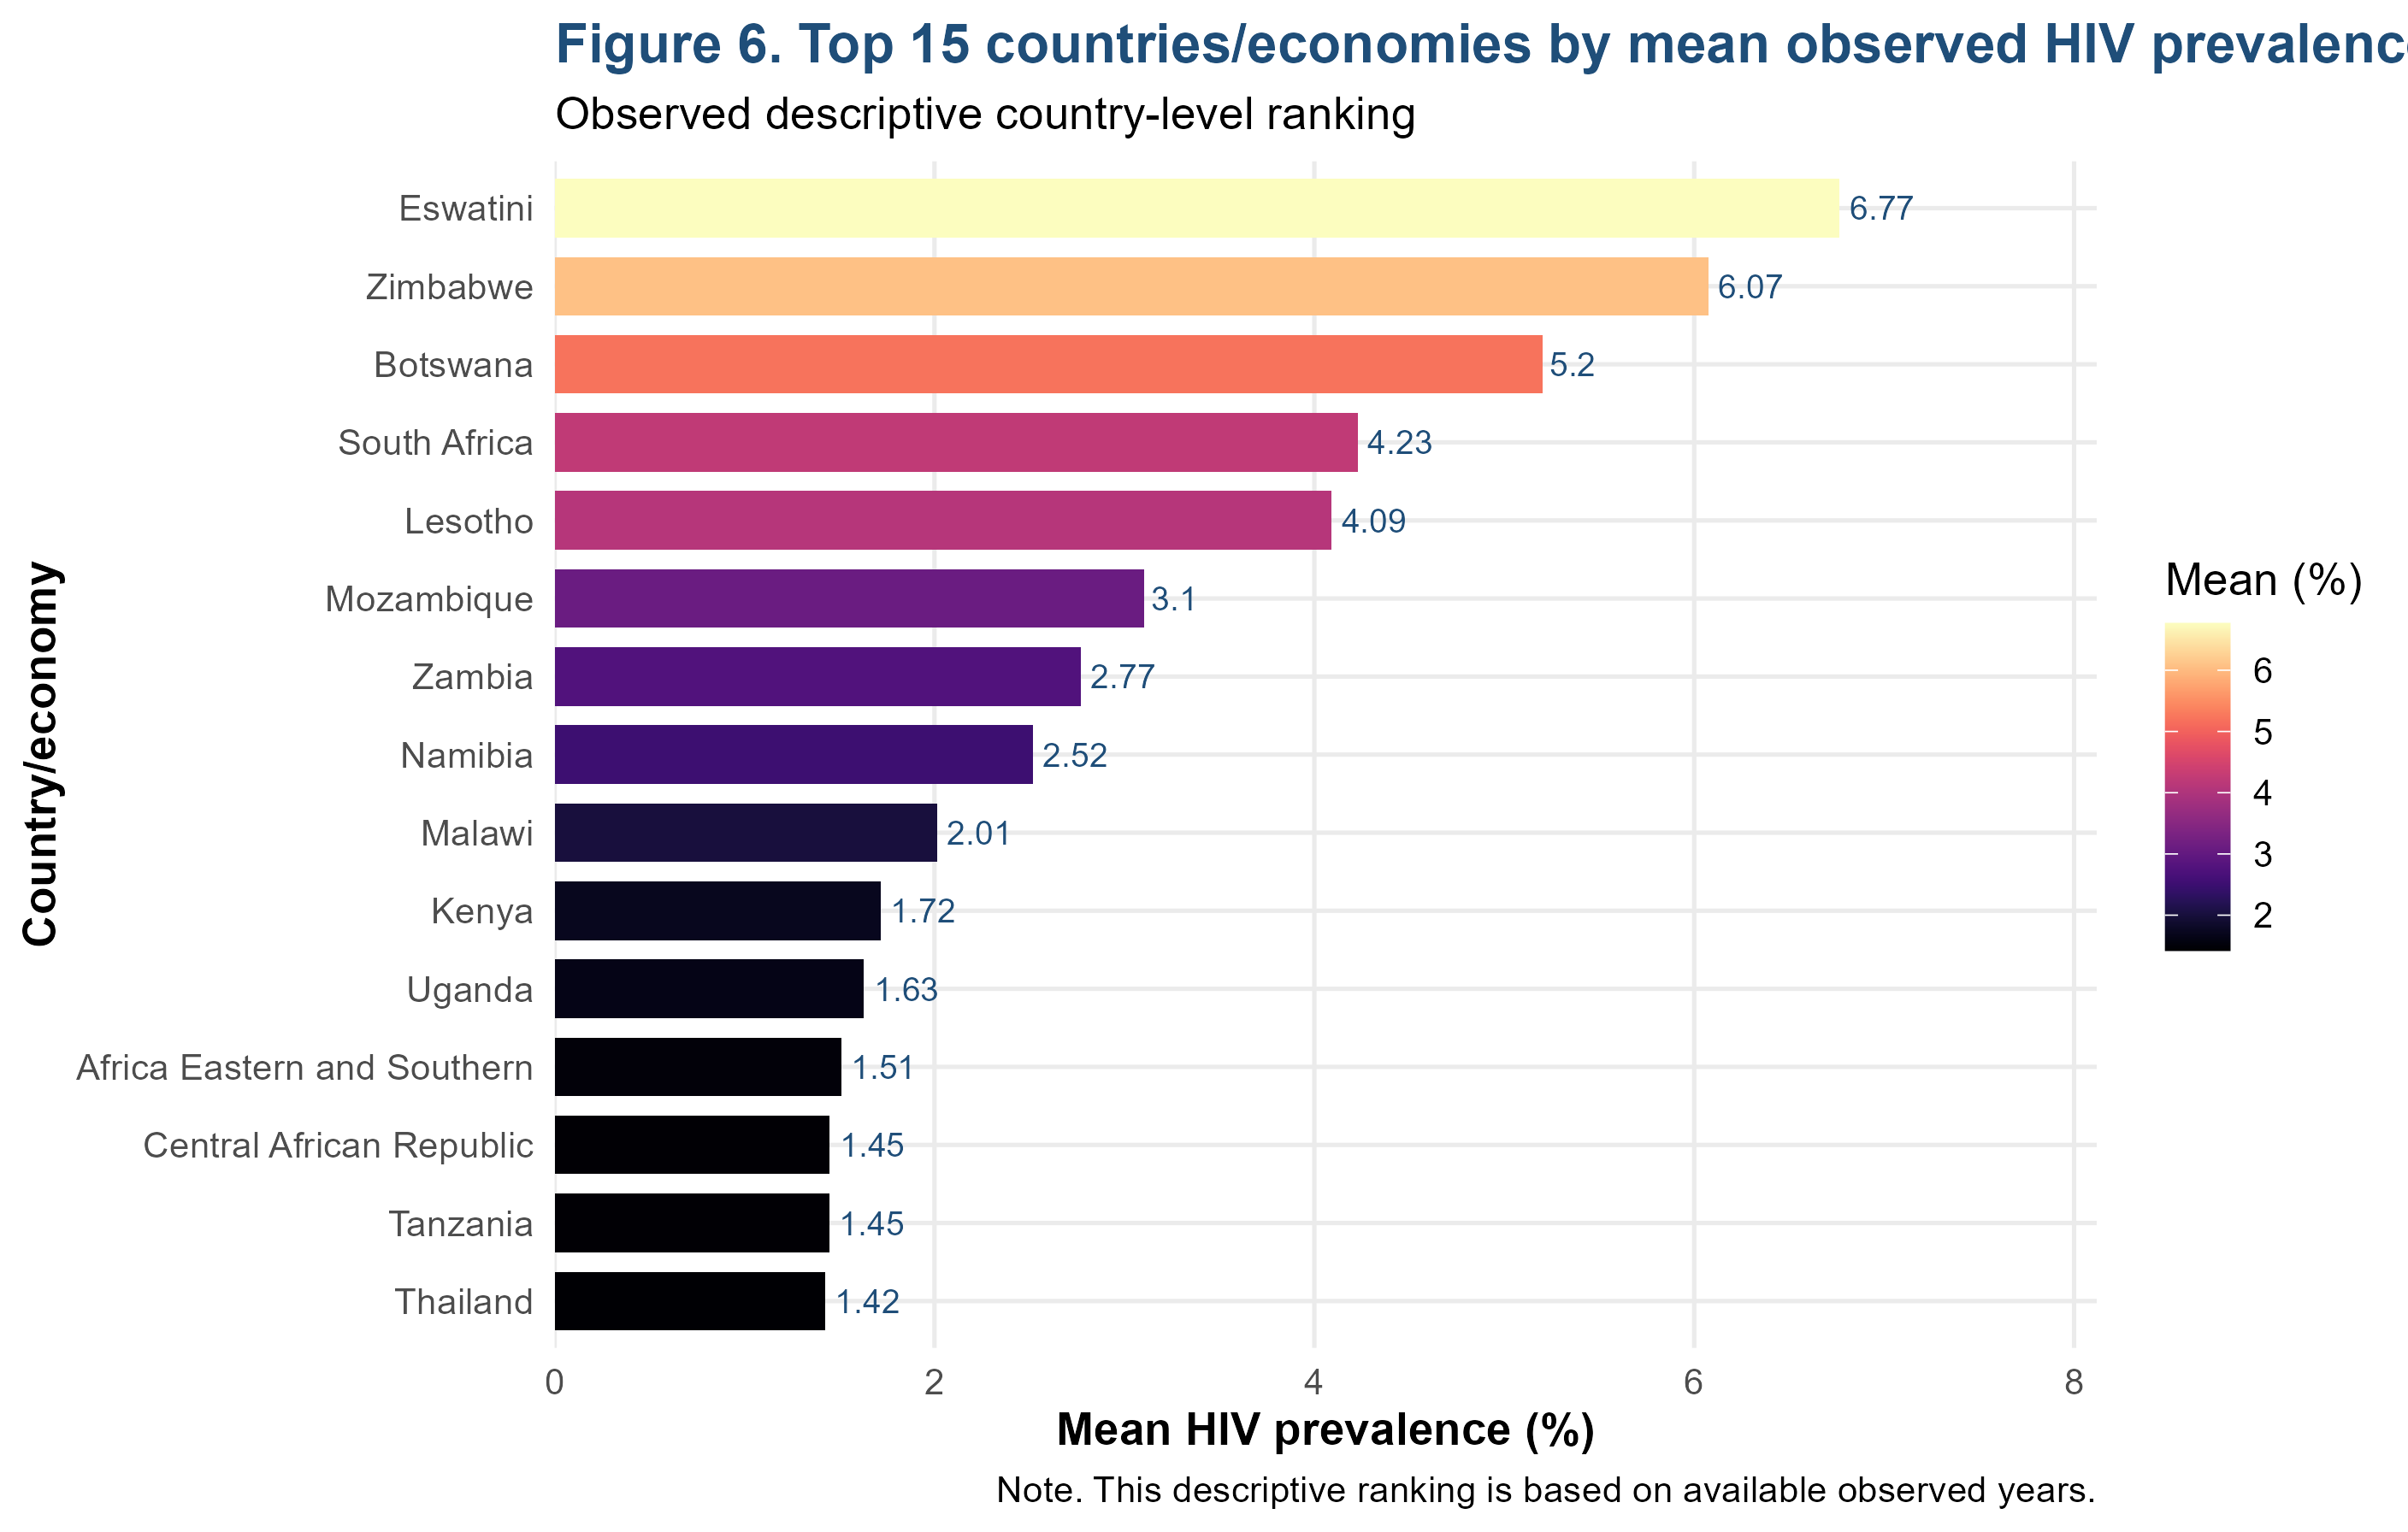 Figure 6. Top 15 countries/economies by mean observed HIV prevalenc
Observed descriptive country-level ranking
Country/economy
Eswatini 6.77
Zimbabwe 6.07
Botswana 5.2
South Africa 4.23
Lesotho 4.09
Mozambique 3.1
Zambia 2.77
Namibia 2.52
Malawi 2.01
Kenya 1.72
Uganda 1.63
Africa Eastern and Southern 1.51
Central African Republic 1.45
Tanzania 1.45
Thailand 1.42
0 2 4 6 8
Mean HIV prevalence (%)
Note. This descriptive ranking is based on available observed years.
Mean (%)
6
5
4
3
2